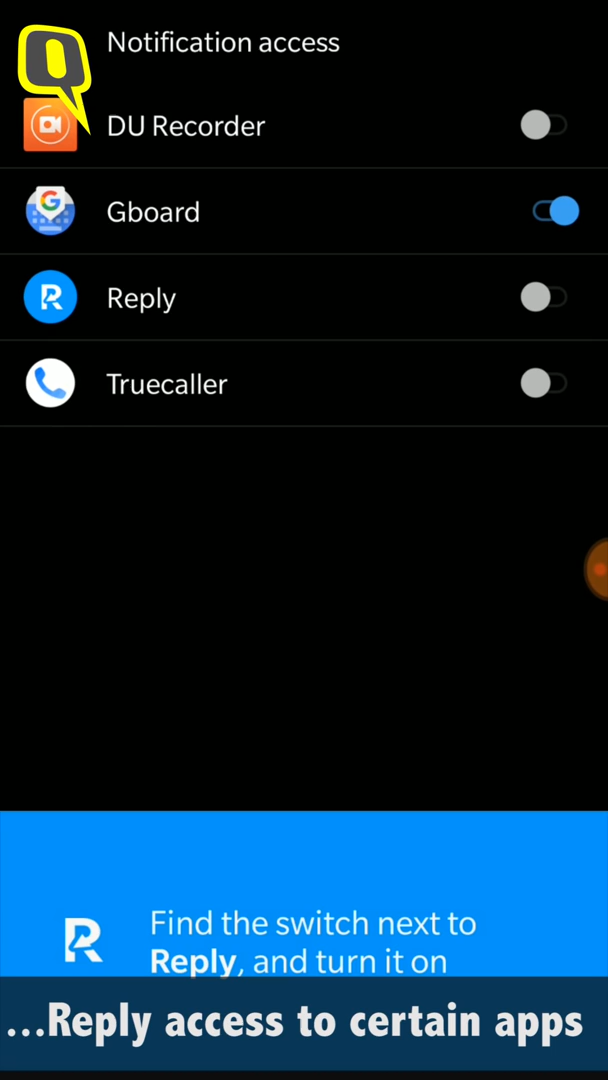 Notification access
DU Recorder
Gboard
Reply
Truecaller
Find the switch next to
Reply, and turn it on
...Reply access to certain apps